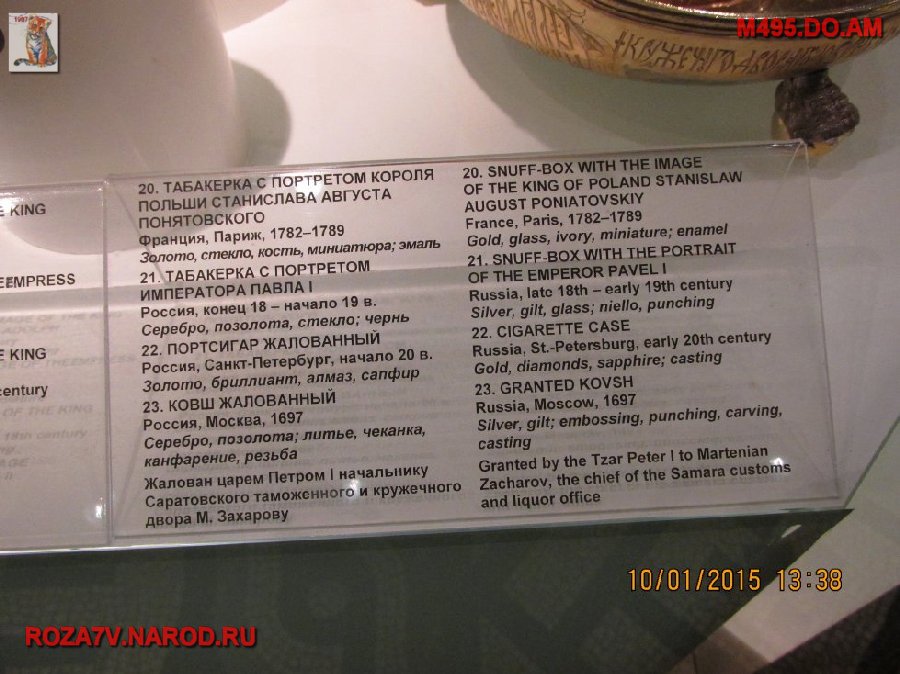 1987
M495.DO.AM
E KING
EEMPRESS
E KING
entury
20. ТАБАКЕРКА С ПОРТРЕТОМ КОРОЛЯ
ПОЛЬШИ СТАНИСЛАВА АВГУСТА
ПОНЯТОВСКОГО
Франция, Париж, 1782–1789
Золото, стекло, кость, миниатюра; эмаль
21. ТАБАКЕРКА С ПОРТРЕТОМ
ИМПЕРАТОРА ПАВЛА I
Россия, конец 18 – начало 19 в.
Серебро, позолота, стекло; чернь
22. ПОРТСИГАР ЖАЛОВАННЫЙ
Россия, Санкт-Петербург, начало 20 в.
Золото, бриллиант, алмаз, сапфир
23. КОВШ ЖАЛОВАННЫЙ
Россия, Москва, 1697
Серебро, позолота; литье, чеканка,
канфарение, резьба
Жалован царем Петром I начальнику
Саратовского таможенного и кружечного
двора М. Захарову
20. SNUFF-BOX WITH THE IMAGE
OF THE KING OF POLAND STANISLAW
AUGUST PONIATOVSKIY
France, Paris, 1782–1789
Gold, glass, ivory, miniature; enamel
21. SNUFF-BOX WITH THE PORTRAIT
OF THE EMPEROR PAVEL I
Russia, late 18th – early 19th century
Silver, gilt, glass; niello, punching
22. CIGARETTE CASE
Russia, St.-Petersburg, early 20th century
Gold, diamonds, sapphire; casting
23. GRANTED KOVSH
Russia, Moscow, 1697
Silver, gilt; embossing, punching, carving,
casting
Granted by the Tzar Peter I to Martenian
Zacharov, the chief of the Samara customs
and liquor office
10/01/2015 13:38
ROZA7V.NAROD.RU